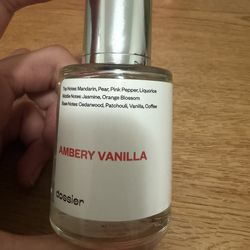 Top Notes: Mandarin, Pear, Pink Pepper, Liquorice
Middle Notes: Jasmine, Orange Blossom
Base Notes: Cedarwood, Patchouli, Vanilla, Coffee
AMBERY VANILLA
dossier